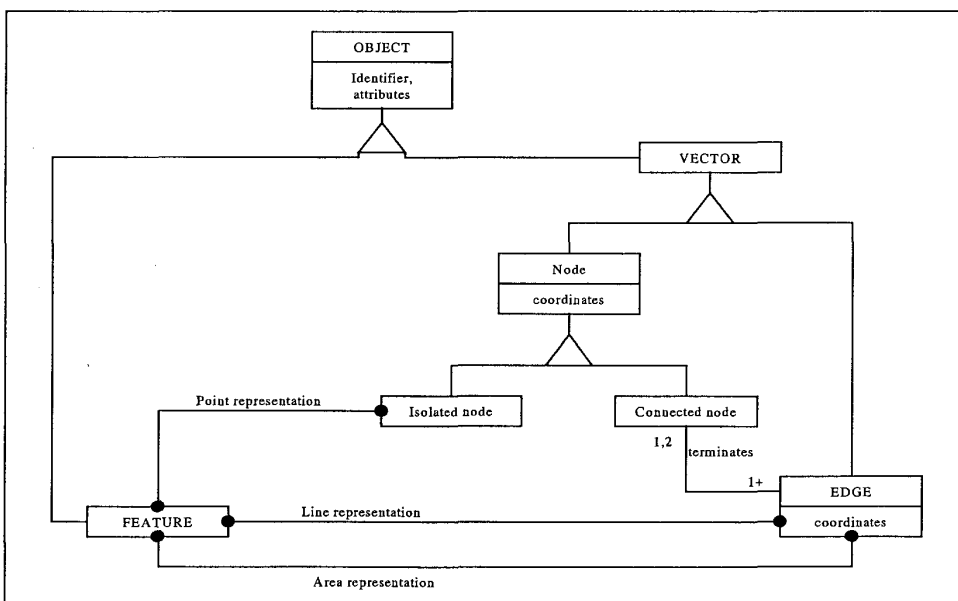 OBJECT
Identifier,
attributes
VECTOR
Node
coordinates
Point representation
Isolated node
Connected node
1,2
terminates
1+
EDGE
coordinates
FEATURE
Line representation
Area representation